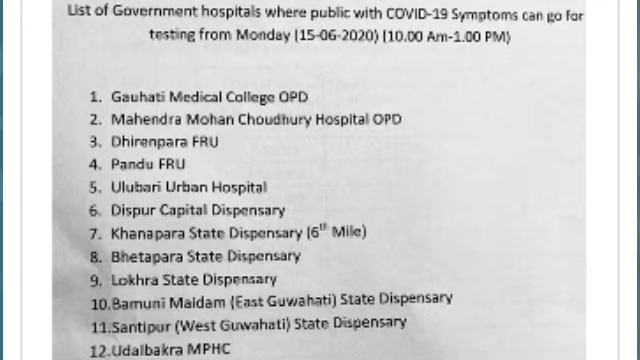 List of Government hospitals where public with COVID-19 Symptoms can go for
testing from Monday (15-06-2020) (10.00 Am-1.00 PM)
1. Gauhati Medical College OPD
2. Mahendra Mohan Choudhury Hospital OPD
3. Dhirenpara FRU
4. Pandu FRU
5. Ulubari Urban Hospital
6. Dispur Capital Dispensary
7. Khanapara State Dispensary (6th Mile)
8. Bhetapara State Dispensary
9. Lokhra State Dispensary
10.Bamuni Maidam (East Guwahati) State Dispensary
11.Santipur (West Guwahati) State Dispensary
12.Udalbakra MPHC